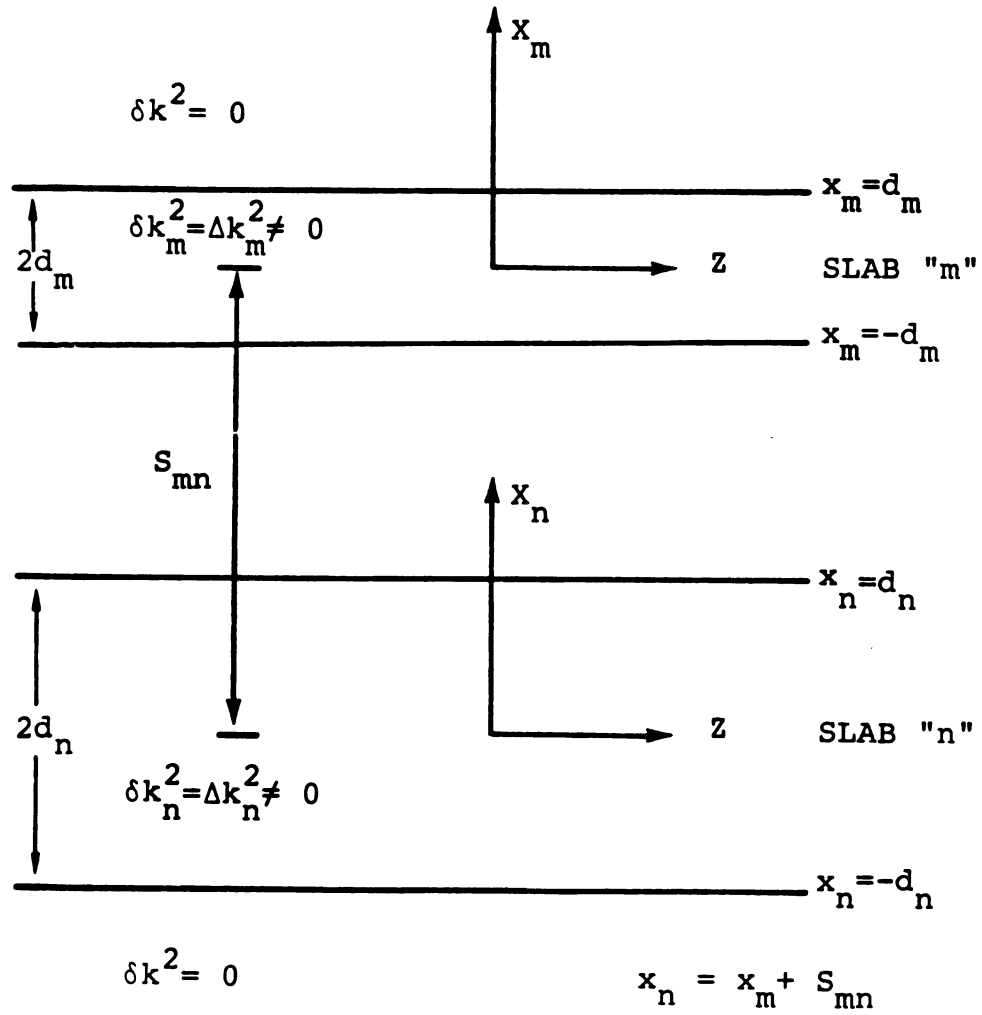 X_m
δk^2= 0
x_m=d_m
δk_m^2=Δk_m^2≠ 0
2d_m
Z
SLAB "m"
x_m=-d_m
S_mn
X_n
x_n=d_n
2d_n
Z
SLAB "n"
δk_n^2=Δk_n^2≠ 0
x_n=-d_n
δk^2= 0
x_n = x_m+ S_mn